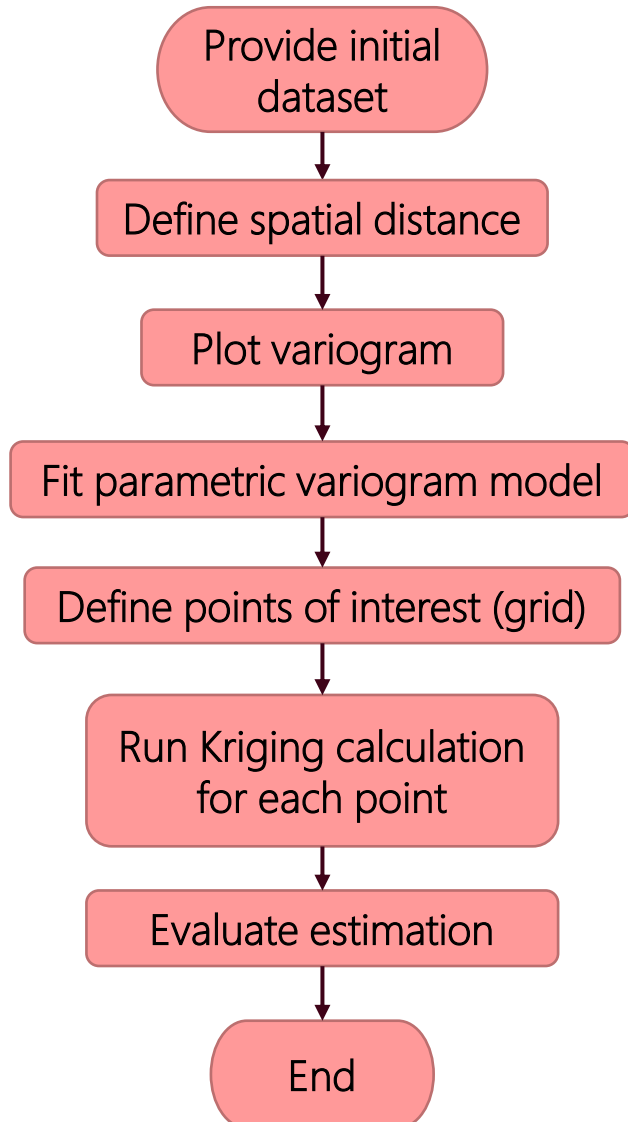 Provide initial
dataset
Define spatial distance
Plot variogram
Fit parametric variogram model
Define points of interest (grid)
Run Kriging calculation
for each point
Evaluate estimation
End